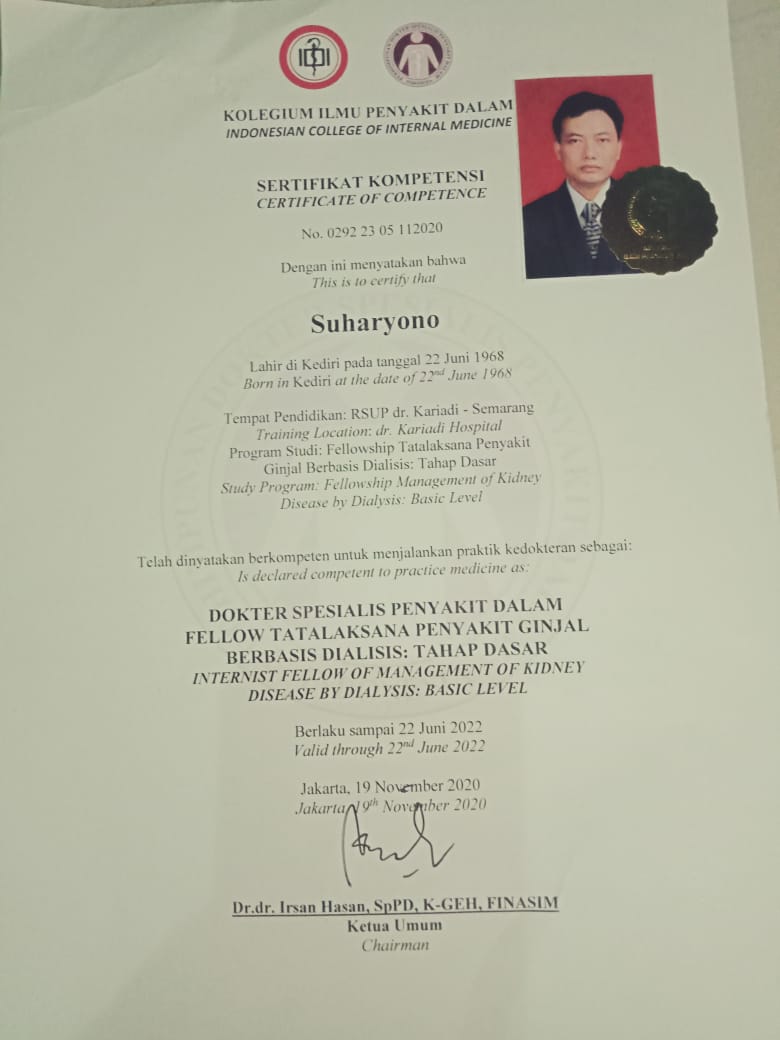 KOLEGIUM ILMU PENYAKIT DALAM
INDONESIAN COLLEGE OF INTERNAL MEDICINE
SERTIFIKAT KOMPETENSI
CERTIFICATE OF COMPETENCE
No. 0292 23 05 112020
Dengan ini menyatakan bahwa
This is to certify that
Suharyono
Lahir di Kediri pada tanggal 22 Juni 1968
Born in Kediri at the date of 22nd June 1968
Tempat Pendidikan: RSUP dr. Kariadi - Semarang
Training Location: dr. Kariadi Hospital
Program Studi: Fellowship Tatalaksana Penyakit
Ginjal Berbasis Dialisis: Tahap Dasar
Study Program: Fellowship Management of Kidney
Disease by Dialysis: Basic Level
Telah dinyatakan berkompeten untuk menjalankan praktik kedokteran sebagai:
Is declared competent to practice medicine as:
DOKTER SPESIALIS PENYAKIT DALAM
FELLOW TATALAKSANA PENYAKIT GINJAL
BERBASIS DIALISIS: TAHAP DASAR
INTERNIST FELLOW OF MANAGEMENT OF KIDNEY
DISEASE BY DIALYSIS: BASIC LEVEL
Berlaku sampai 22 Juni 2022
Valid through 22nd June 2022
Jakarta, 19 November 2020
Jakarta, 19th November 2020
Dr.dr. Irsan Hasan, SpPD, K-GEH, FINASIM
Ketua Umum
Chairman